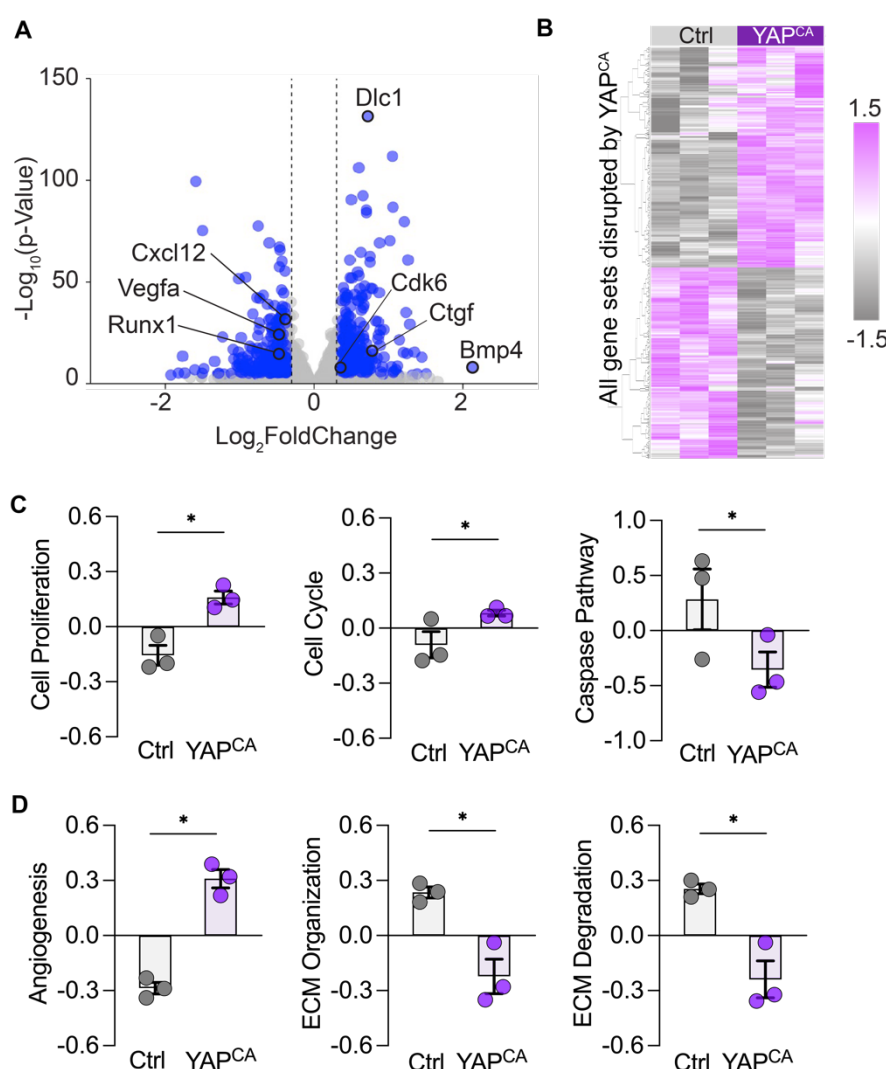 A
-Log10(p-Value)
150
100
50
0
Dlc1
Cxcl12
Vegfa
Runx1
Cdk6
Ctgf
Bmp4
-2
0
2
Log2FoldChange
B
Ctrl
YAPCA
All gene sets disrupted by YAPCA
1.5
-1.5
C
Cell Proliferation
0.6
0.3
0.0
-0.3
-0.6
*
Ctrl YAPCA
Cell Cycle
0.6
0.3
0.0
-0.3
-0.6
*
Ctrl YAPCA
Caspase Pathway
1.0
0.5
0.0
-0.5
-1.0
*
Ctrl YAPCA
D
Angiogenesis
0.6
0.3
0.0
-0.3
-0.6
*
Ctrl YAPCA
ECM Organization
0.6
0.3
0.0
-0.3
-0.6
*
Ctrl YAPCA
ECM Degradation
0.6
0.3
0.0
-0.3
-0.6
*
Ctrl YAPCA